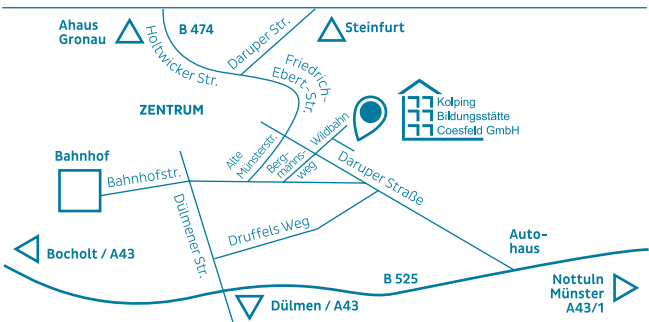 Ahaus
Gronau
B 474
Holtwicker Str.
Daruper Str.
Steinfurt
Friedrich-
Ebert-Str.
ZENTRUM
Kolping
Bildungsstätte
Coesfeld GmbH
Wildbahn
Alte
Münsterstr.
Berg-
manns-
weg
Daruper Straße
Bahnhof
Bahnhofstr.
Dülmener Str.
Druffels Weg
Auto-
haus
Bocholt / A43
B 525
Nottuln
Münster
A43/1
Dülmen / A43